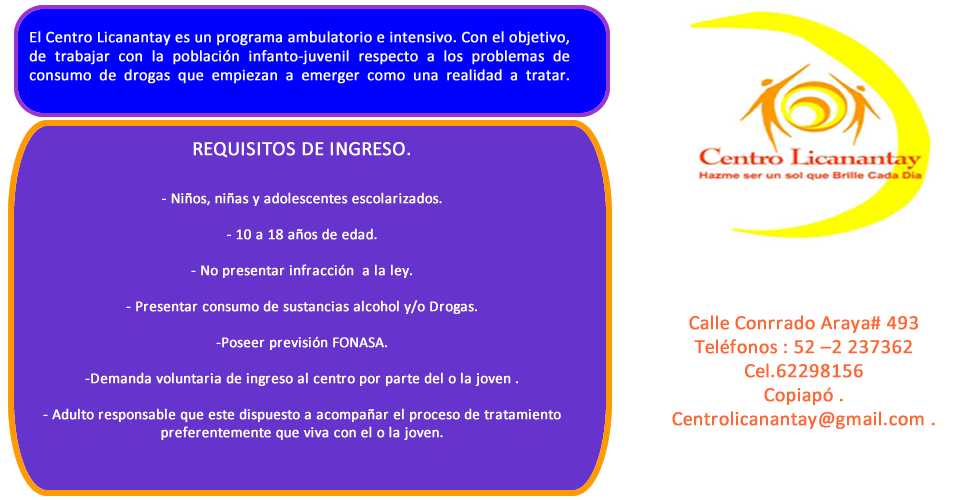 El Centro Licanantay es un programa ambulatorio e intensivo. Con el objetivo,
de trabajar con la población infanto-juvenil respecto a los problemas de
consumo de drogas que empiezan a emerger como una realidad a tratar.
REQUISITOS DE INGRESO.
- Niños, niñas y adolescentes escolarizados.
- 10 a 18 años de edad.
- No presentar infracción  a la ley.
- Presentar consumo de sustancias alcohol y/o Drogas.
-Poseer previsión FONASA.
-Demanda voluntaria de ingreso al centro por parte del o la joven .
- Adulto responsable que este dispuesto a acompañar el proceso de tratamiento
preferentemente que viva con el o la joven.
Centro Licanantay
Hazme ser un sol que Brille Cada Dia
Calle Conrrado Araya# 493
Teléfonos : 52 –2 237362
Cel.62298156
Copiapó .
Centrolicanantay@gmail.com .